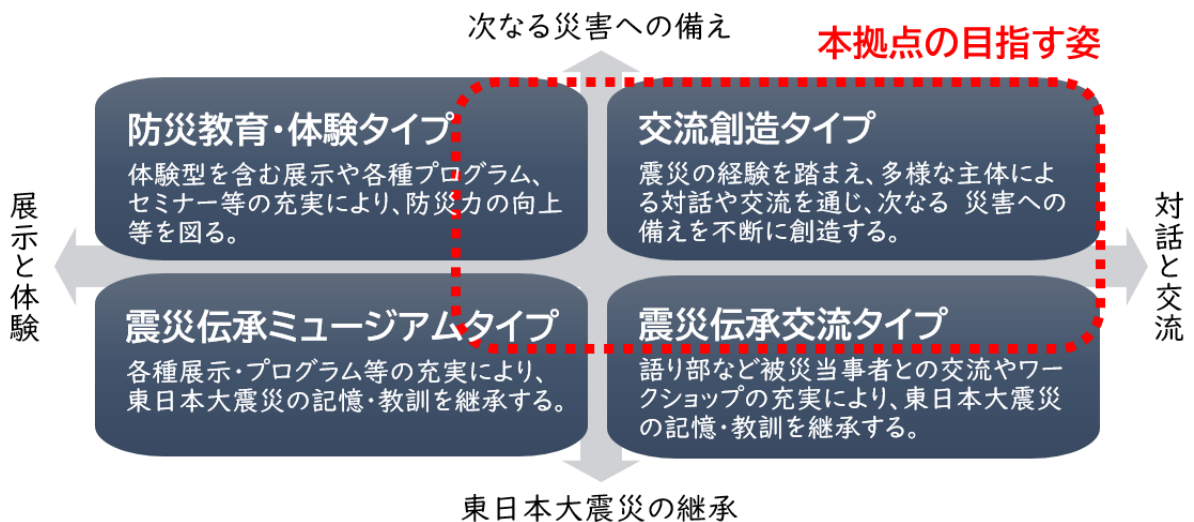 次なる災害への備え
本拠点の目指す姿
防災教育・体験タイプ
体験型を含む展示や各種プログラム、
セミナー等の充実により、防災力の向上
等を図る。
交流創造タイプ
震災の経験を踏まえ、多様な主体によ
る対話や交流を通じ、次なる 災害への
備えを不断に創造する。
展示と体験
対話と交流
震災伝承ミュージアムタイプ
各種展示・プログラム等の充実により、
東日本大震災の記憶・教訓を継承する。
震災伝承交流タイプ
語り部など被災当事者との交流やワー
クショップの充実により、東日本大震災
の記憶・教訓を継承する。
東日本大震災の継承